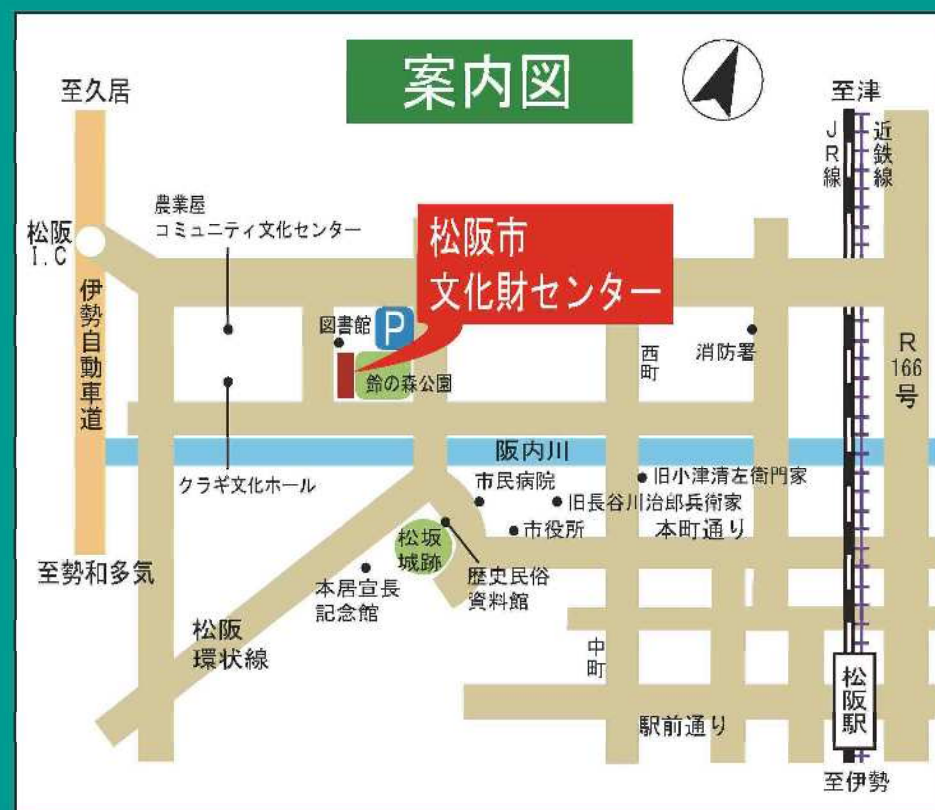 案内図
至久居
至津
JR線
近鉄線
農業屋
コミュニティ文化センター
松阪市
文化財センター
松阪
I.C
伊勢自動車道
図書館
P
鈴の森公園
西町
消防署
R
166
号
阪内川
クラギ文化ホール
市民病院
旧小津清左衛門家
旧長谷川治郎兵衛家
市役所
本町通り
松坂
城跡
至勢和多気
本居宣長
記念館
歴史民俗
資料館
松阪
環状線
中町
松阪駅
駅前通り
至伊勢